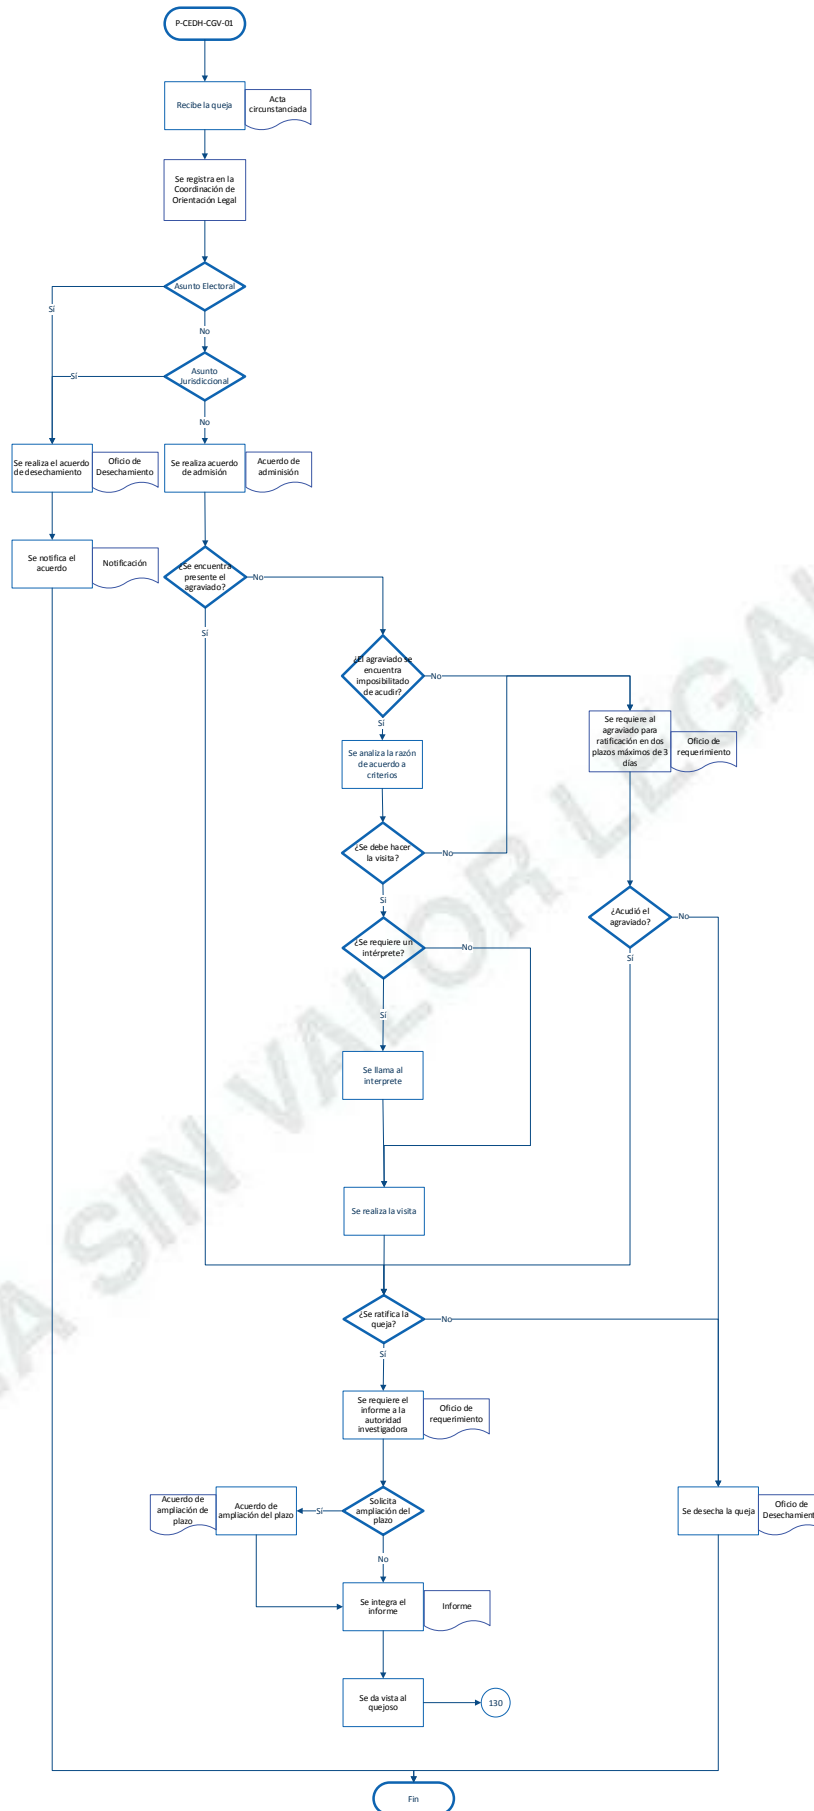 P-CEDH-CGV-01
Recibe la queja
Acta
circunstanciada
Se registra en la
Coordinación de
Orientación Legal
Asunto Electoral
Sí
No
Asunto
Jurisdiccional
Sí
No
Se realiza el acuerdo
de desechamiento
Oficio de
Desechamiento
Se realiza acuerdo
de admisión
Acuerdo de
adminisión
Se notifica el
acuerdo
Notificación
¿Se encuentra
presente el
agraviado?
No
Sí
¿El agraviado se
encuentra
imposibilitado
de acudir?
No
Sí
Se requiere al
agraviado para
ratificación en dos
plazos máximos de 3
días
Oficio de
requerimiento
Se analiza la razón
de acuerdo a
criterios
¿Se debe hacer
la visita?
No
Sí
¿Acudió el
agraviado?
No
Sí
¿Se requiere un
intérprete?
No
Sí
Se llama al
interprete
Se realiza la visita
¿Se ratifica la
queja?
No
Sí
Se requiere el
informe a la
autoridad
investigadora
Oficio de
requerimiento
Solicita
ampliación del
plazo
Sí
No
Acuerdo de
ampliación del plazo
Acuerdo de
ampliación de
plazo
Se desecha la queja
Oficio de
Desechamient
Se integra el
informe
Informe
Se da vista al
quejoso
130
Fin
A SIN VALOR LEGAL